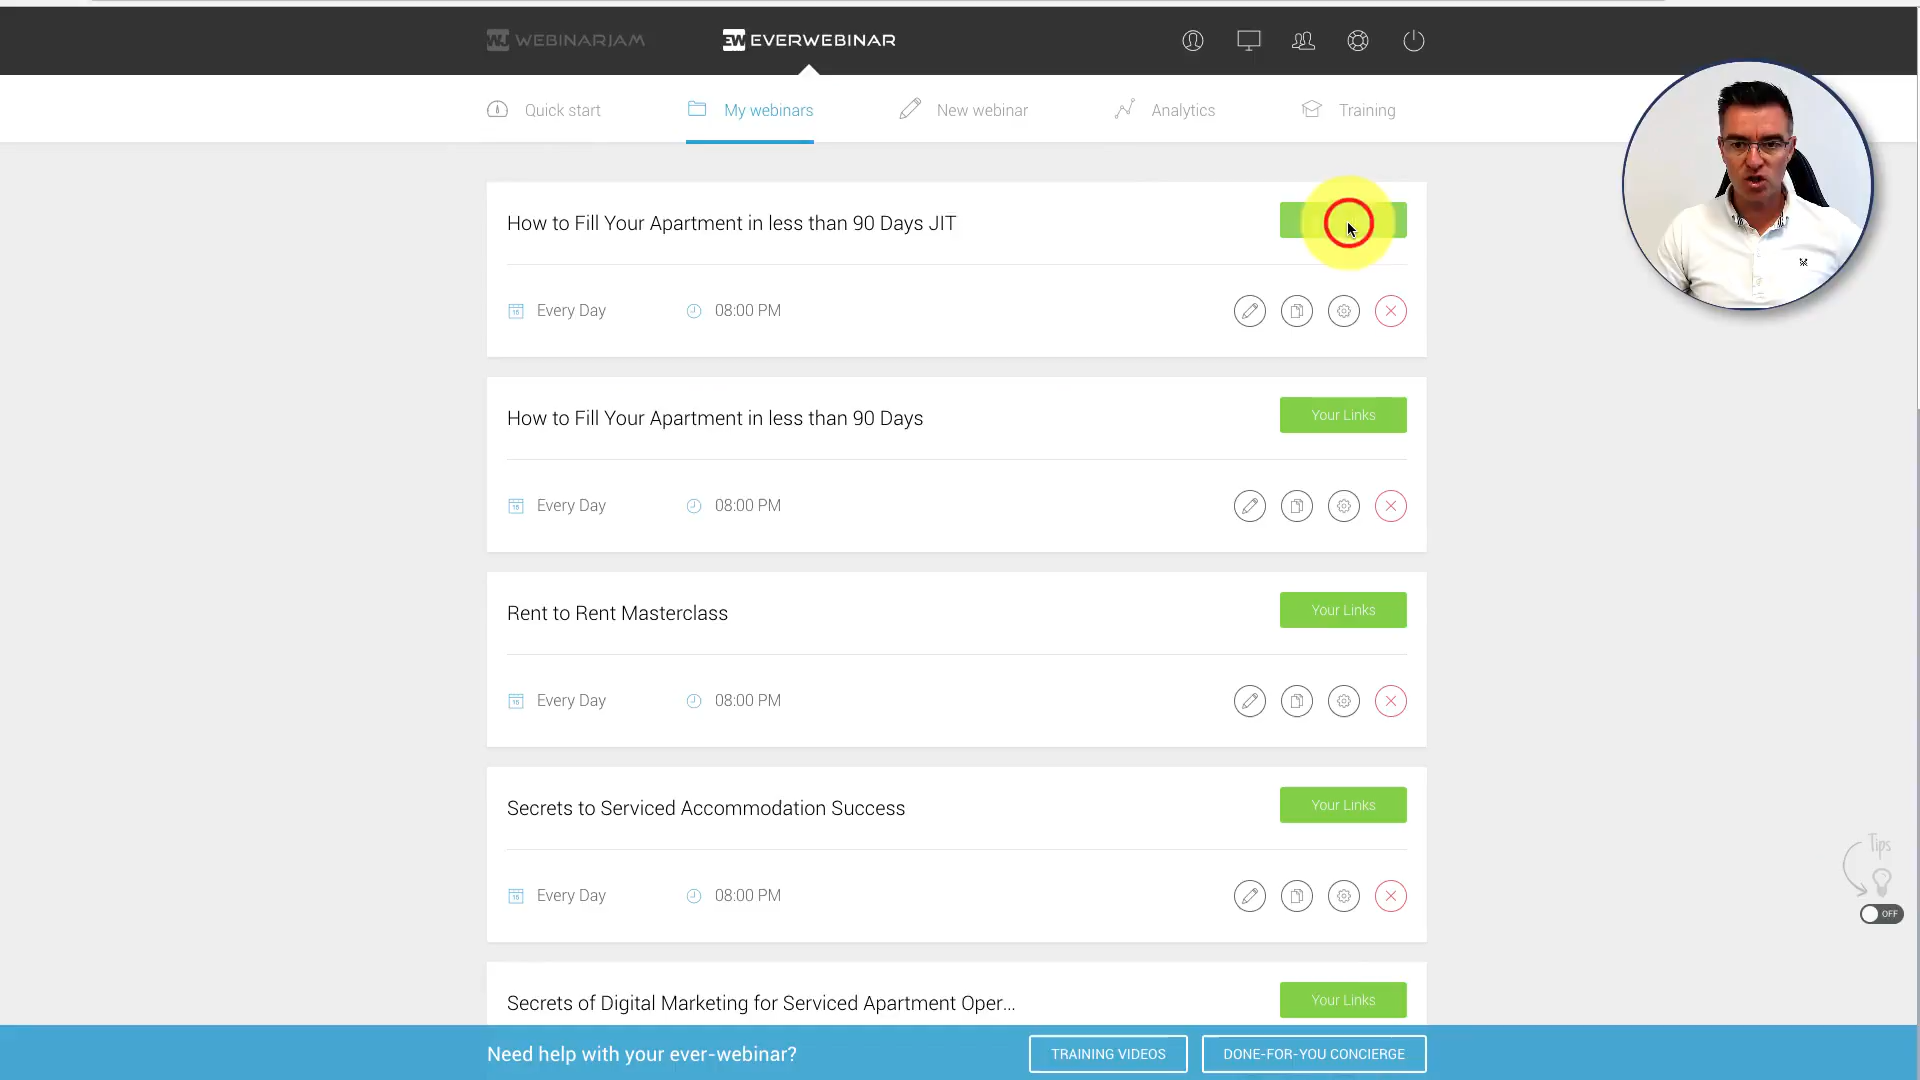 WJ WEBINARJAM
EW EVERWEBINAR
Quick start
My webinars
New webinar
Analytics
Training
How to Fill Your Apartment in less than 90 Days JIT
Every Day
08:00 PM
How to Fill Your Apartment in less than 90 Days
Your Links
Every Day
08:00 PM
Rent to Rent Masterclass
Your Links
Every Day
08:00 PM
Secrets to Serviced Accommodation Success
Your Links
Every Day
08:00 PM
Tips
OFF
Secrets of Digital Marketing for Serviced Apartment Oper...
Your Links
Need help with your ever-webinar?
TRAINING VIDEOS
DONE-FOR-YOU CONCIERGE